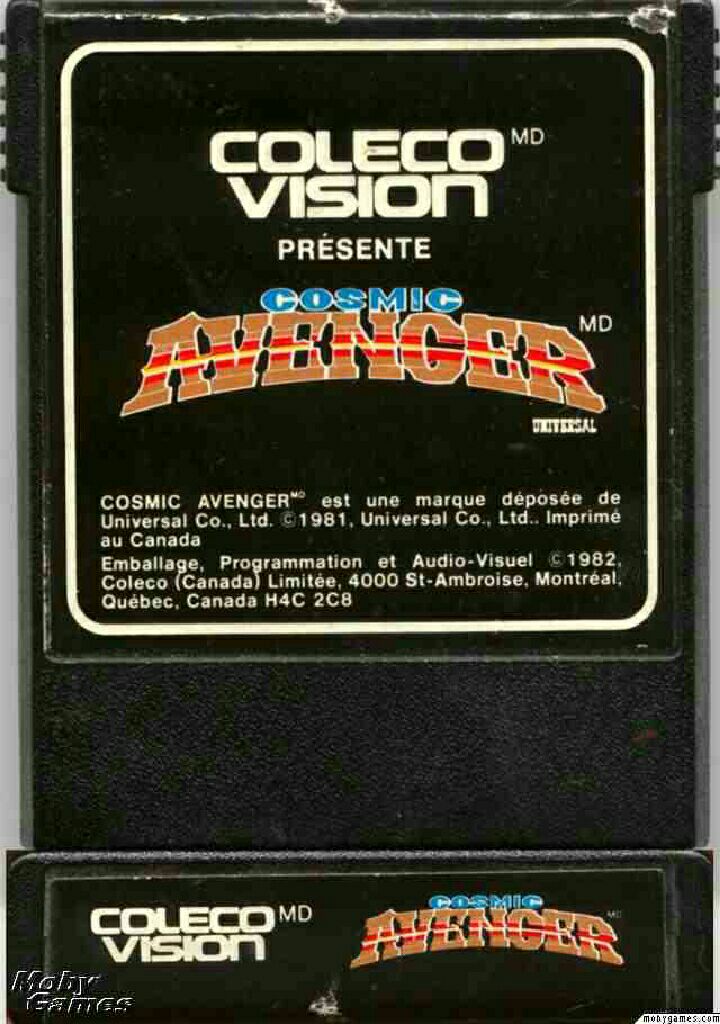 COLECO MD
VISION
PRÉSENTE
COSMIC
AVENGER MD
UNIVERSAL
COSMIC AVENGER MD est une marque déposée de
Universal Co., Ltd. ©1981, Universal Co., Ltd.. Imprimé
au Canada
Emballage, Programmation et Audio-Visuel ©1982,
Coleco (Canada) Limitée, 4000 St-Ambroise, Montréal,
Québec, Canada H4C 2C8
COLECO MD
VISION
COSMIC
AVENGER MD
Moby
Games
mobygames.com